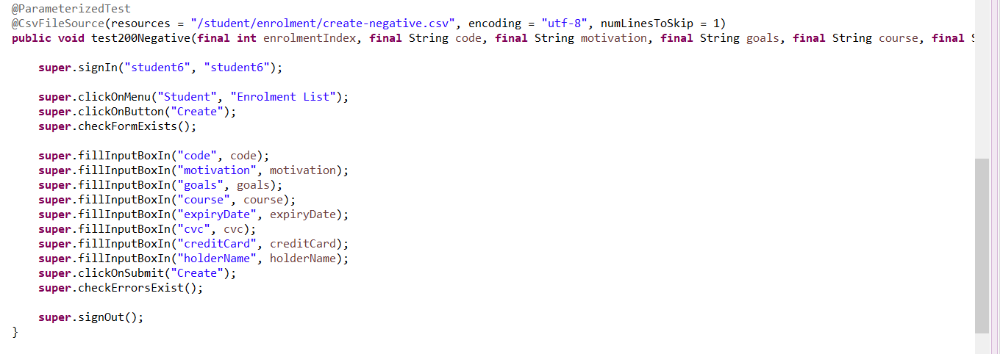 @ParameterizedTest
@CsvFileSource(resources = "/student/enrolment/create-negative.csv", encoding = "utf-8", numLinesToSkip = 1)
public void test200Negative(final int enrolmentIndex, final String code, final String motivation, final String goals, final String course, final S
super.signIn("student6", "student6");
super.clickOnMenu("Student", "Enrolment List");
super.clickOnButton("Create");
super.checkFormExists();
super.fillInputBoxIn("code", code);
super.fillInputBoxIn("motivation", motivation);
super.fillInputBoxIn("goals", goals);
super.fillInputBoxIn("course", course);
super.fillInputBoxIn("expiryDate", expiryDate);
super.fillInputBoxIn("cvc", cvc);
super.fillInputBoxIn("creditCard", creditCard);
super.fillInputBoxIn("holderName", holderName);
super.clickOnSubmit("Create");
super.checkErrorsExist();
super.signOut();
}